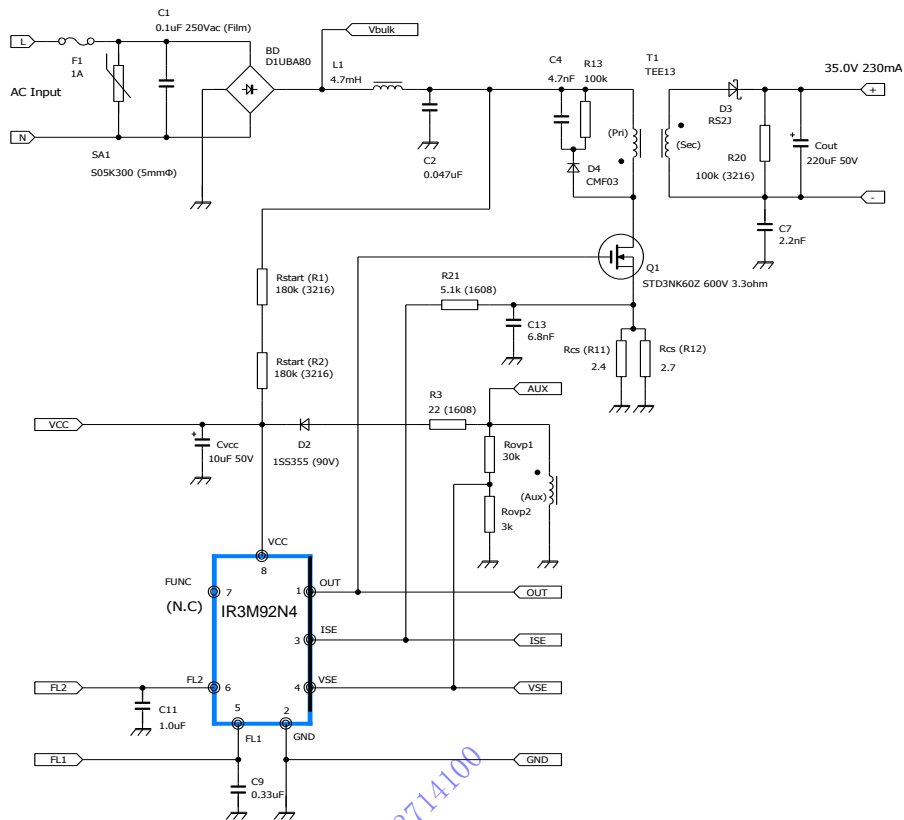 C1
0.1uF 250Vac (Film)
Vbulk
L
F1
1A
BD
D1UBA80
L1
4.7mH
C4
4.7nF
R13
100k
T1
TEE13
35.0V 230mA
+
AC Input
D3
RS2J
(Pri)
(Sec)
R20
100k (3216)
+
Cout
220uF 50V
N
SA1
S05K300 (5mmΦ)
C2
0.047uF
D4
CMF03
-
C7
2.2nF
Q1
STD3NK60Z 600V 3.3ohm
Rstart (R1)
180k (3216)
R21
5.1k (1608)
C13
6.8nF
Rcs (R11)
2.4
Rcs (R12)
2.7
Rstart (R2)
180k (3216)
R3
22 (1608)
AUX
VCC
+
Cvcc
10uF 50V
D2
1SS355 (90V)
Rovp1
30k
(Aux)
Rovp2
3k
VCC
8
FUNC
7
(N.C)
IR3M92N4
1
OUT
OUT
3
ISE
ISE
FL2
FL2
6
4
VSE
VSE
C11
1.0uF
5
2
FL1
GND
FL1
GND
C9
0.33uF
2714100